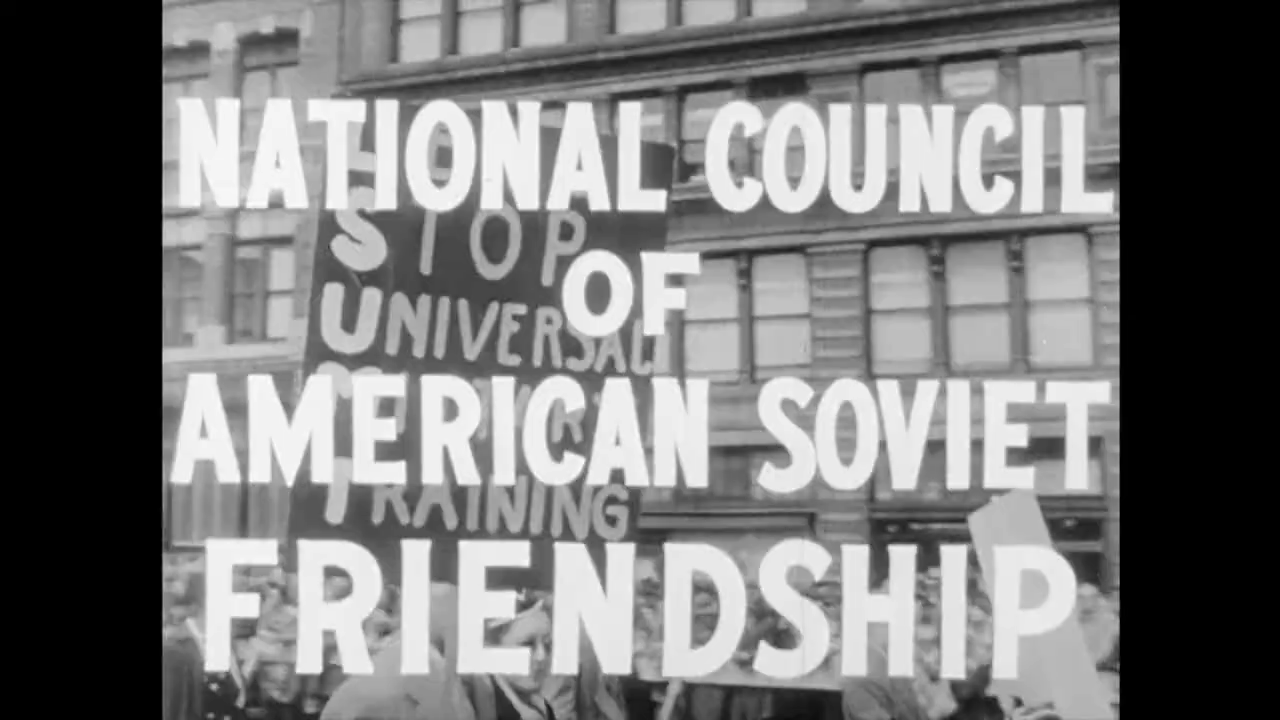 NATIONAL COUNCIL
OF
AMERICAN SOVIET
FRIENDSHIP
STOP
UNIVERSAL
TRAINING